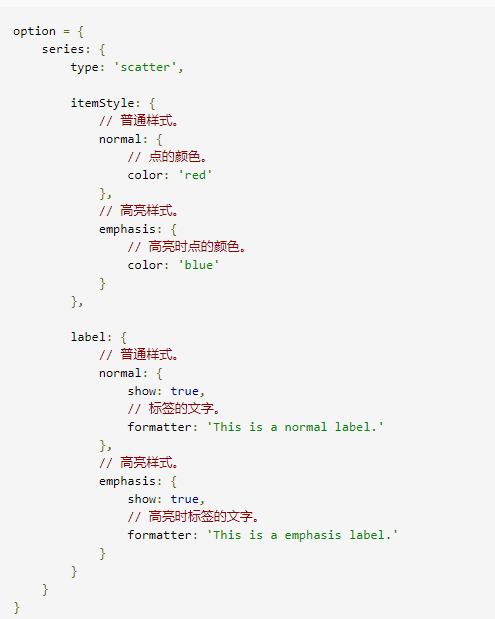 option = {
    series: {
        type: 'scatter',

        itemStyle: {
            // 普通样式。
            normal: {
                // 点的颜色。
                color: 'red'
            },
            // 高亮样式。
            emphasis: {
                // 高亮时点的颜色。
                color: 'blue'
            }
        },

        label: {
            // 普通样式。
            normal: {
                show: true,
                // 标签的文字。
                formatter: 'This is a normal label.'
            },
            // 高亮样式。
            emphasis: {
                show: true,
                // 高亮时标签的文字。
                formatter: 'This is a emphasis label.'
            }
        }
    }
}